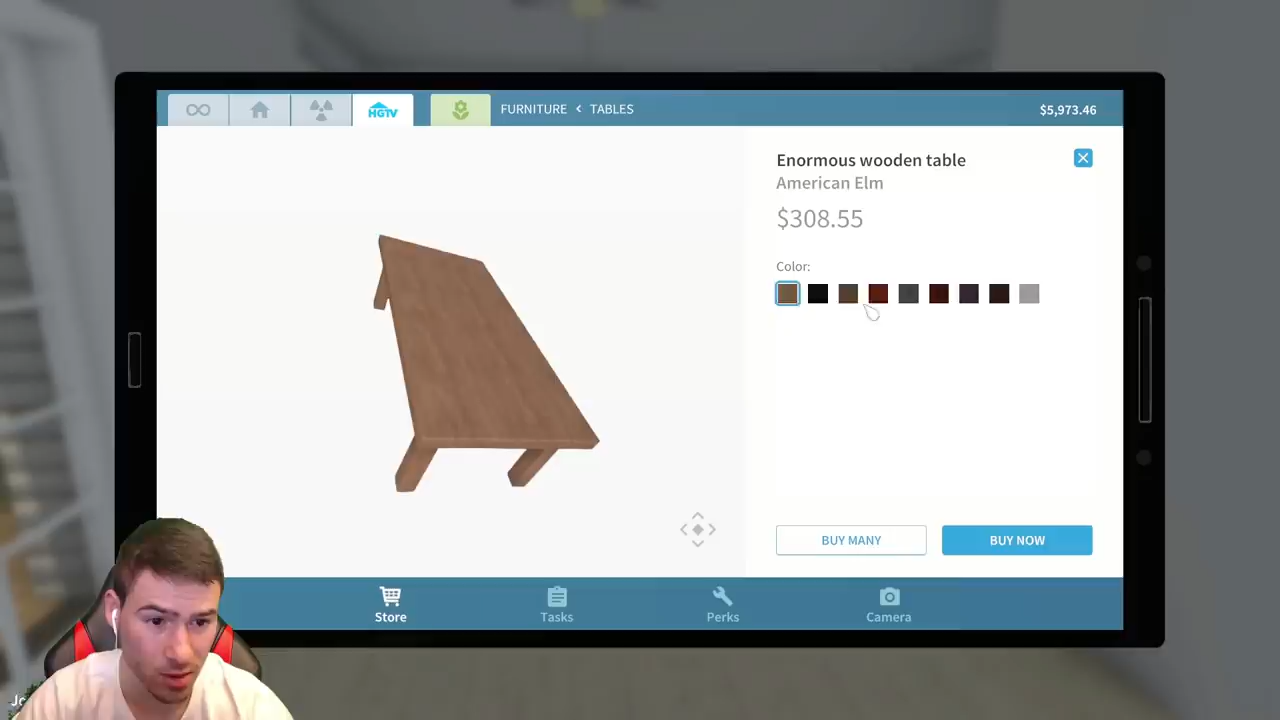 HGTV
FURNITURE < TABLES
$5,973.46
Enormous wooden table
American Elm
$308.55
Color:
BUY MANY
BUY NOW
Store
Tasks
Perks
Camera